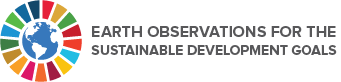 EARTH OBSERVATIONS FOR THE
SUSTAINABLE DEVELOPMENT GOALS